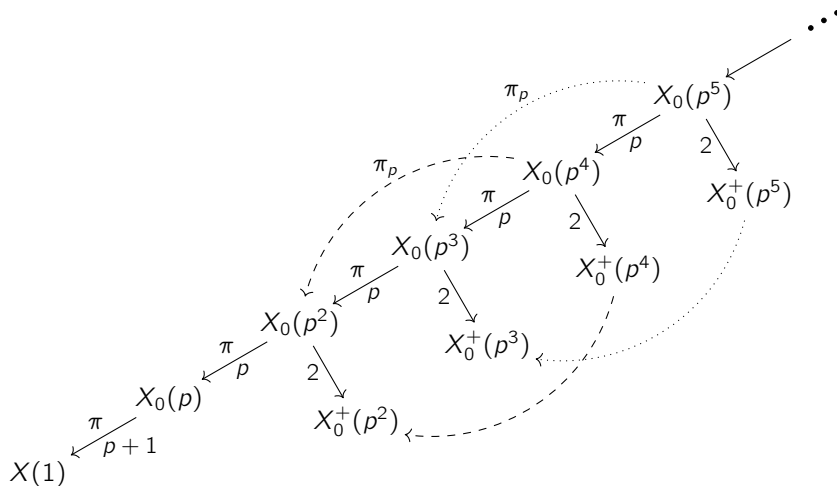 π_p
X_0(p^5)
π
p
2
π_p
X_0(p^4)
X_0^+(p^5)
π
p
2
X_0(p^3)
X_0^+(p^4)
π
p
2
X_0(p^2)
X_0^+(p^3)
π
p
2
X_0(p)
X_0^+(p^2)
π
p + 1
X(1)